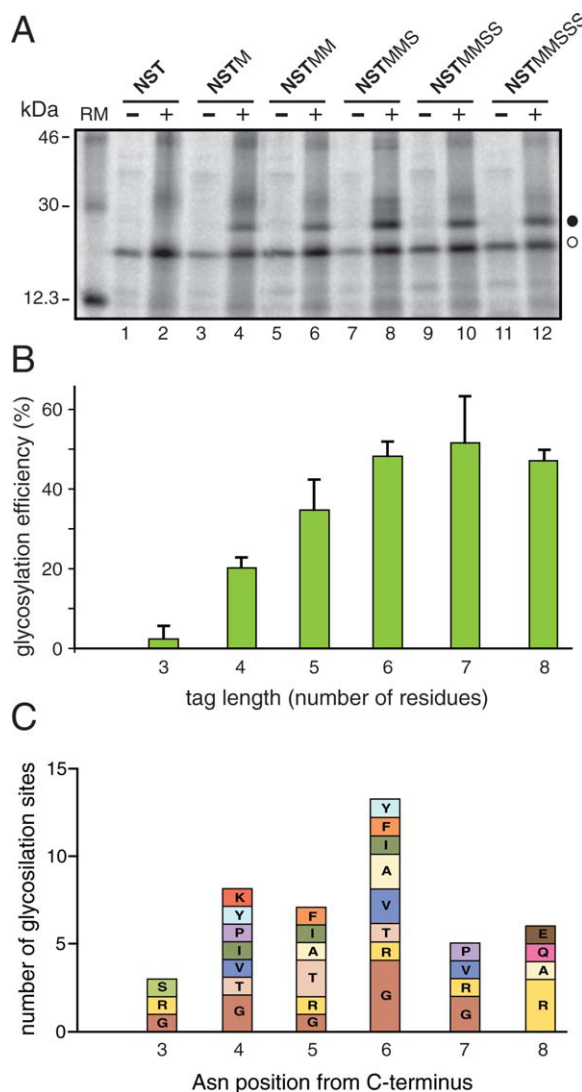 A
NST NSTM NSTMM NSTMMS NSTMMSS NSTMMSSS
kDa RM - + - + - + - + - + - +
46
30
12.3
1 2 3 4 5 6 7 8 9 10 11 12
B
glycosylation efficiency (%)
60
40
20
0
3 4 5 6 7 8
tag length (number of residues)
C
number of glycosilation sites
15
10
5
0
S R G
K Y P I V T G
F I A T R G
Y F I A V T R G
P V R G
E Q A R
3 4 5 6 7 8
Asn position from C-terminus